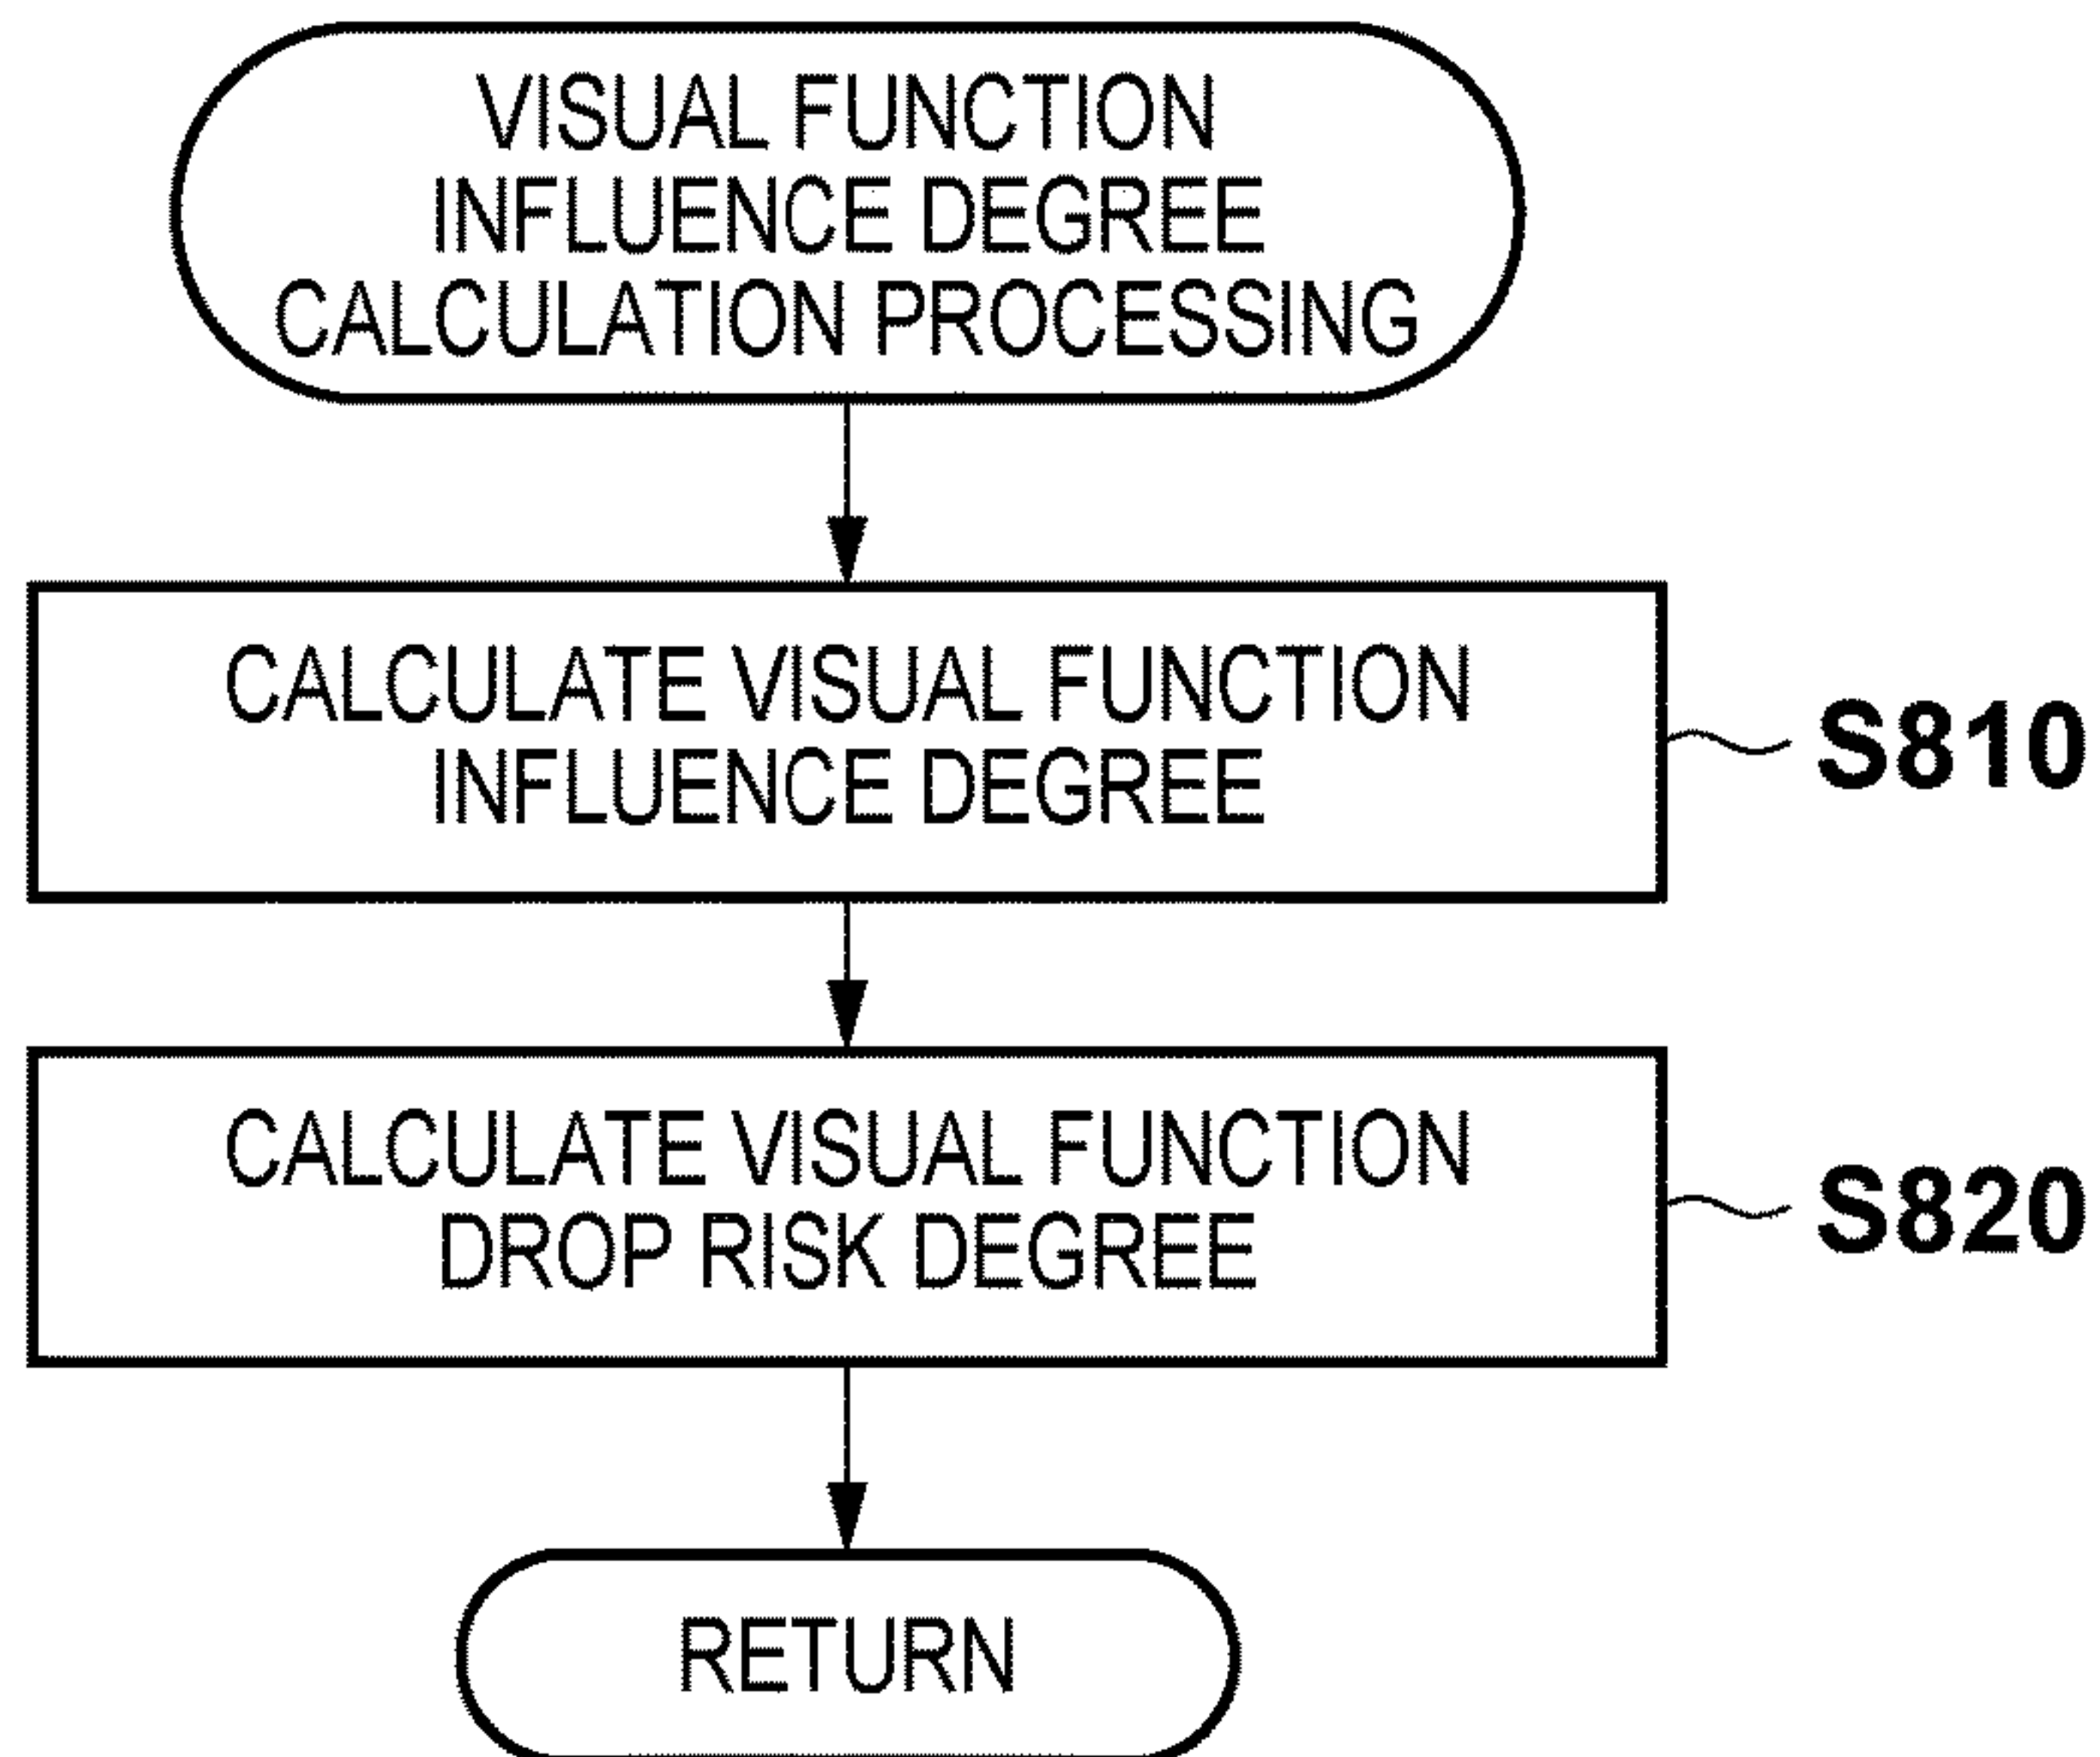 VISUAL FUNCTION
INFLUENCE DEGREE
CALCULATION PROCESSING
CALCULATE VISUAL FUNCTION
INFLUENCE DEGREE
S810
CALCULATE VISUAL FUNCTION
DROP RISK DEGREE
S820
RETURN